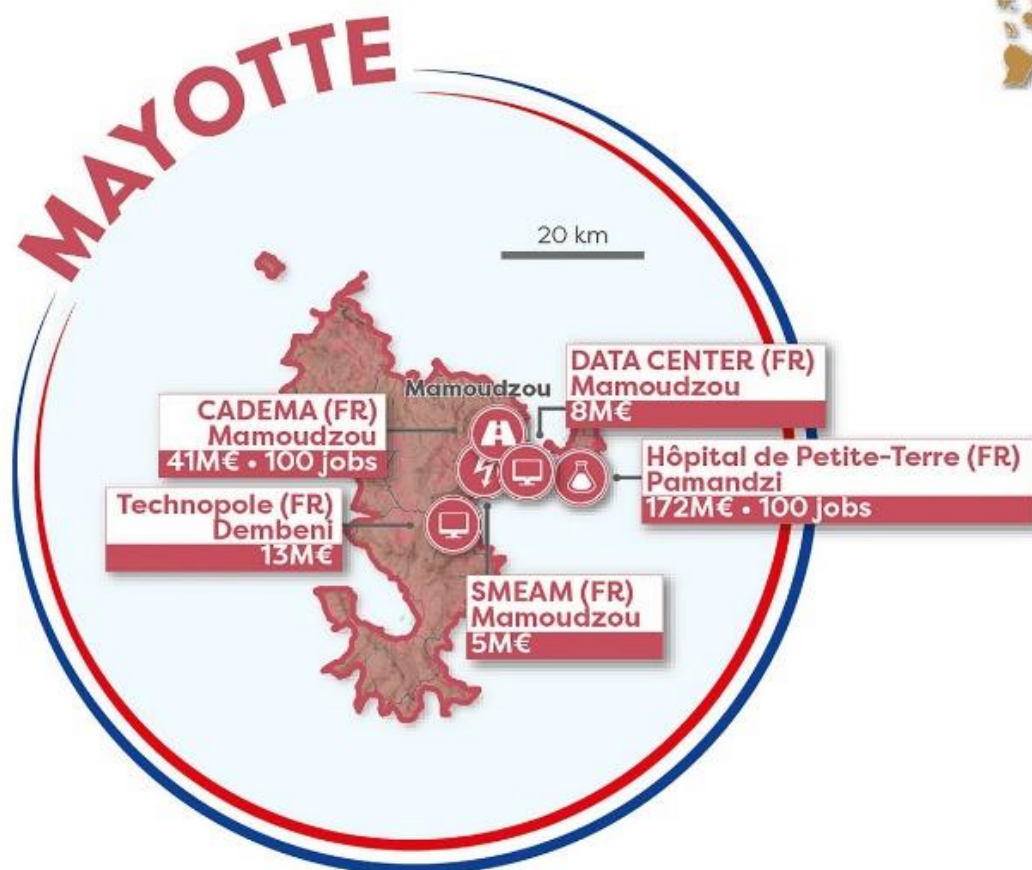 MAYOTTE
20 km
Mamoudzou
DATA CENTER (FR)
Mamoudzou
8M€
CADEMA (FR)
Mamoudzou
41M€ • 100 jobs
Hôpital de Petite-Terre (FR)
Pamandzi
172M€ • 100 jobs
Technopole (FR)
Dembeni
13M€
SMEAM (FR)
Mamoudzou
5M€